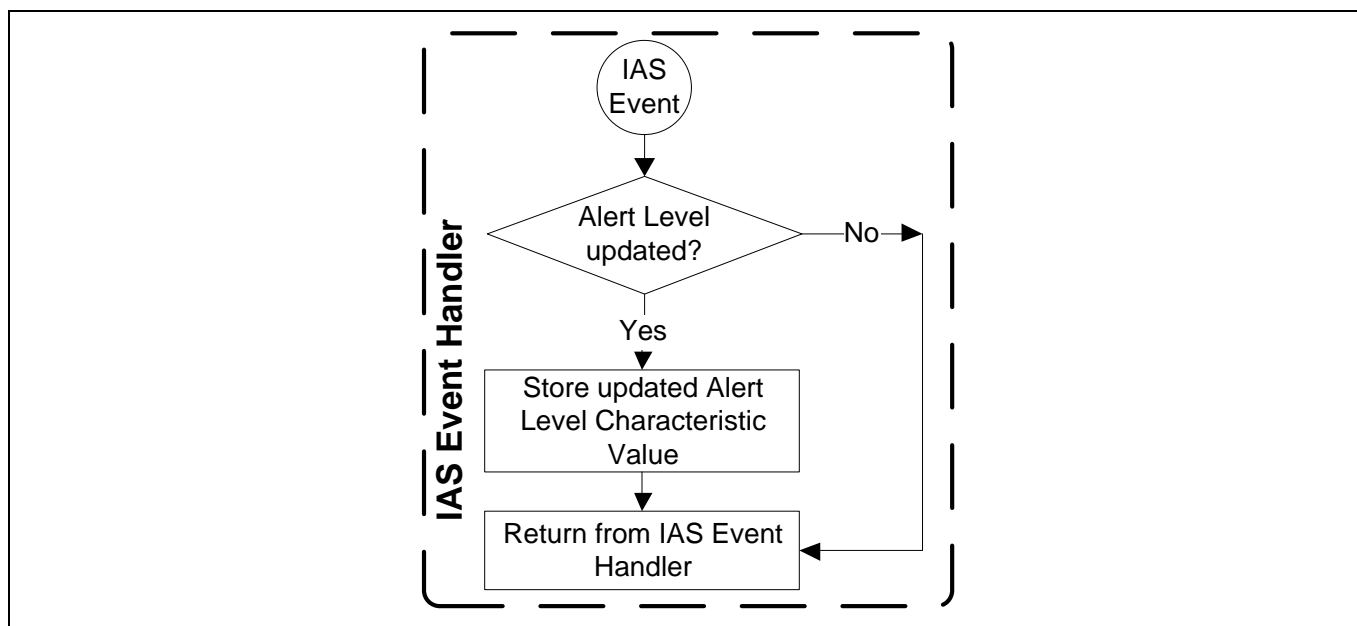 IAS
Event
Alert Level
updated?
No
Yes
Store updated Alert
Level Characteristic
Value
Return from IAS Event
Handler
IAS Event Handler